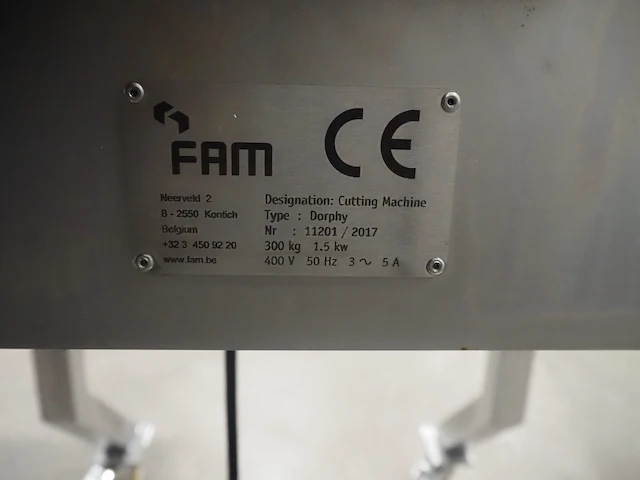 FAM
CE
Neerveld 2
B - 2550 Kontich
Belgium
+32 3 450 92 20
www.fam.be
Designation: Cutting Machine
Type : Dorphy
Nr : 11201 / 2017
300 kg 1.5 kw
400 V 50 Hz 3 ~ 5 A